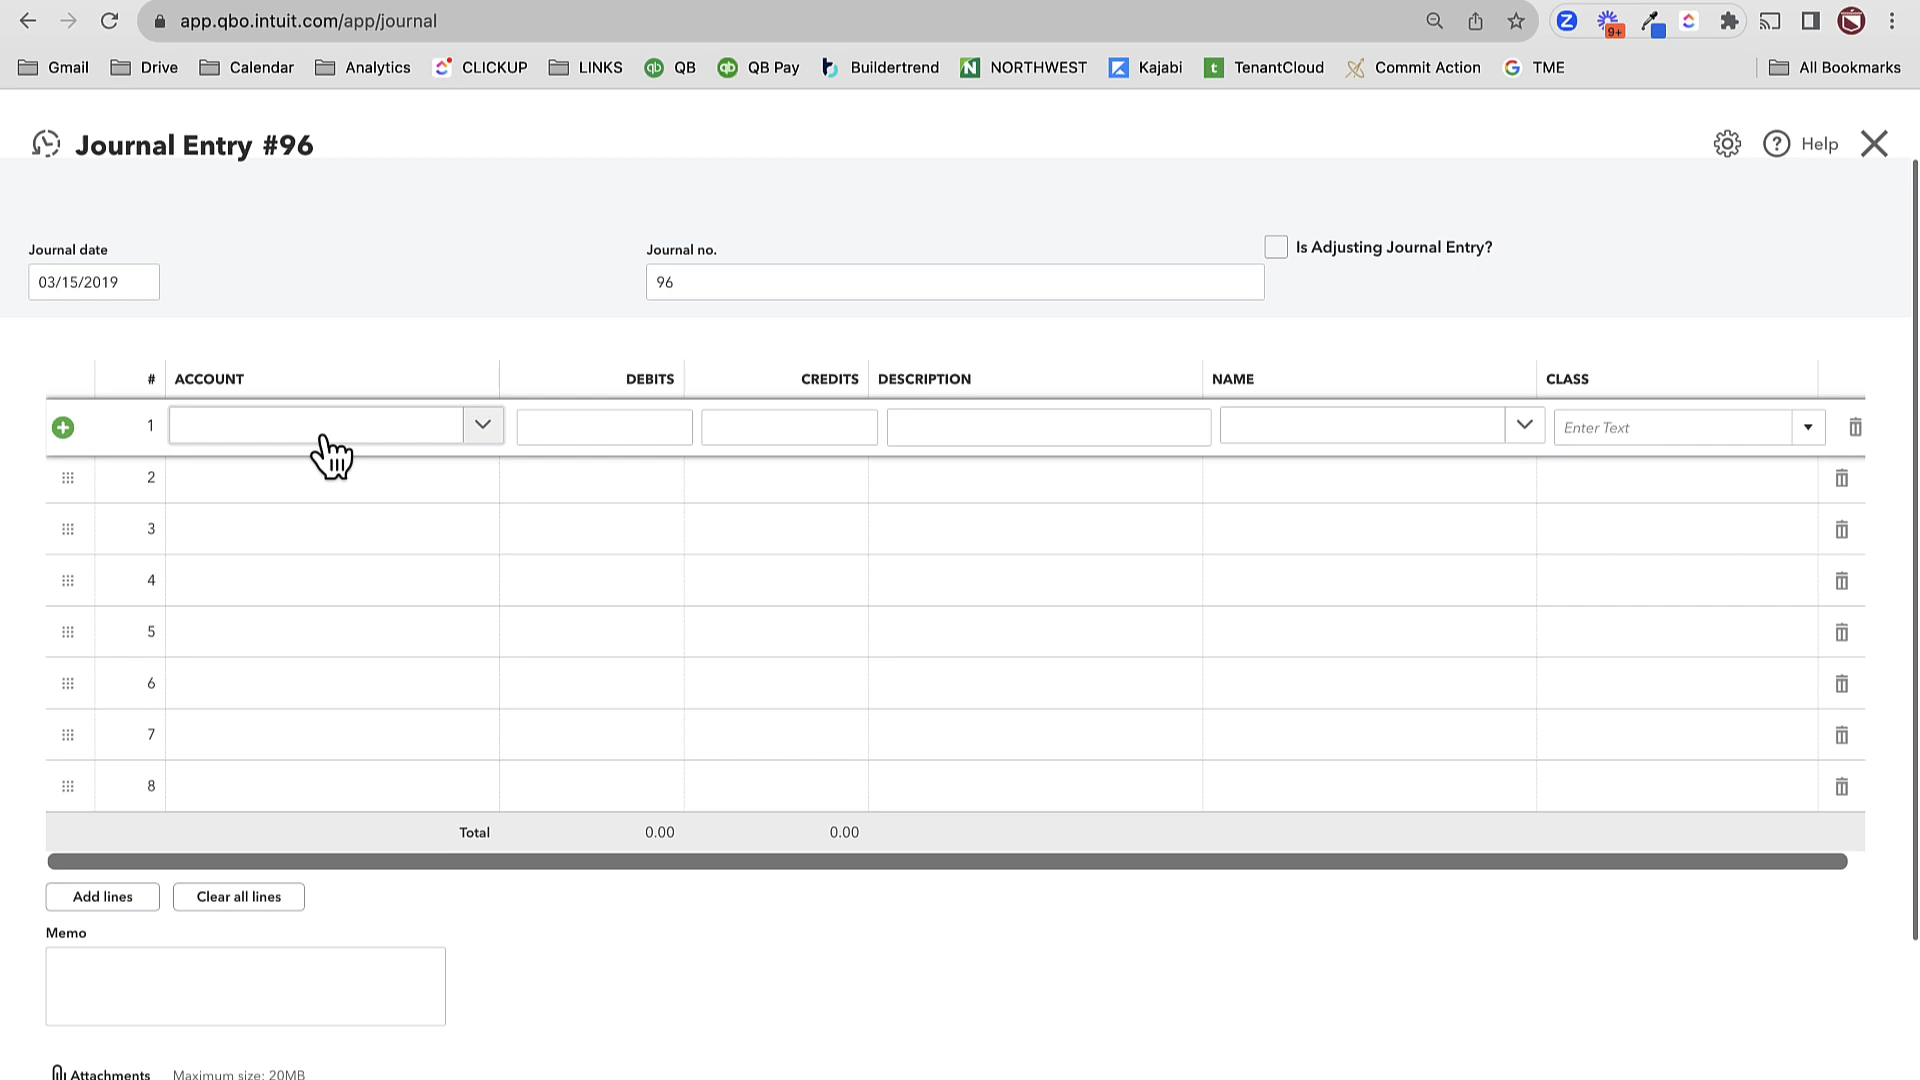 app.qbo.intuit.com/app/journal
9+
Gmail Drive Calendar Analytics CLICKUP LINKS QB QB Pay Buildertrend NORTHWEST Kajabi TenantCloud Commit Action TME All Bookmarks
Journal Entry #96
Help
Journal date
03/15/2019
Journal no.
96
Is Adjusting Journal Entry?
# ACCOUNT DEBITS CREDITS DESCRIPTION NAME CLASS
1 Enter Text
2
3
4
5
6
7
8
Total 0.00 0.00
Add lines Clear all lines
Memo
Attachments Maximum size: 20MB